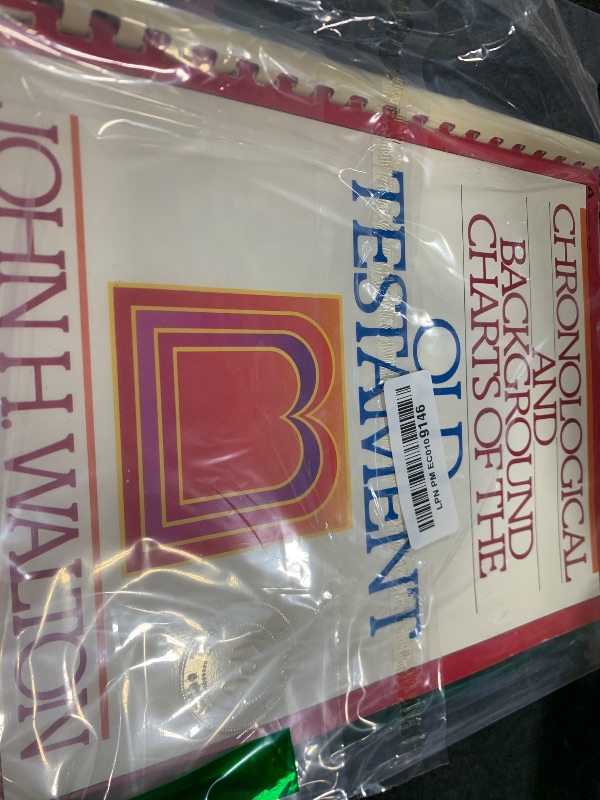 CHRONOLOGICAL
AND
BACKGROUND
CHARTS OF THE
OLD
TESTAMENT
LPN PM EC0109146
JOHN H. WALTON